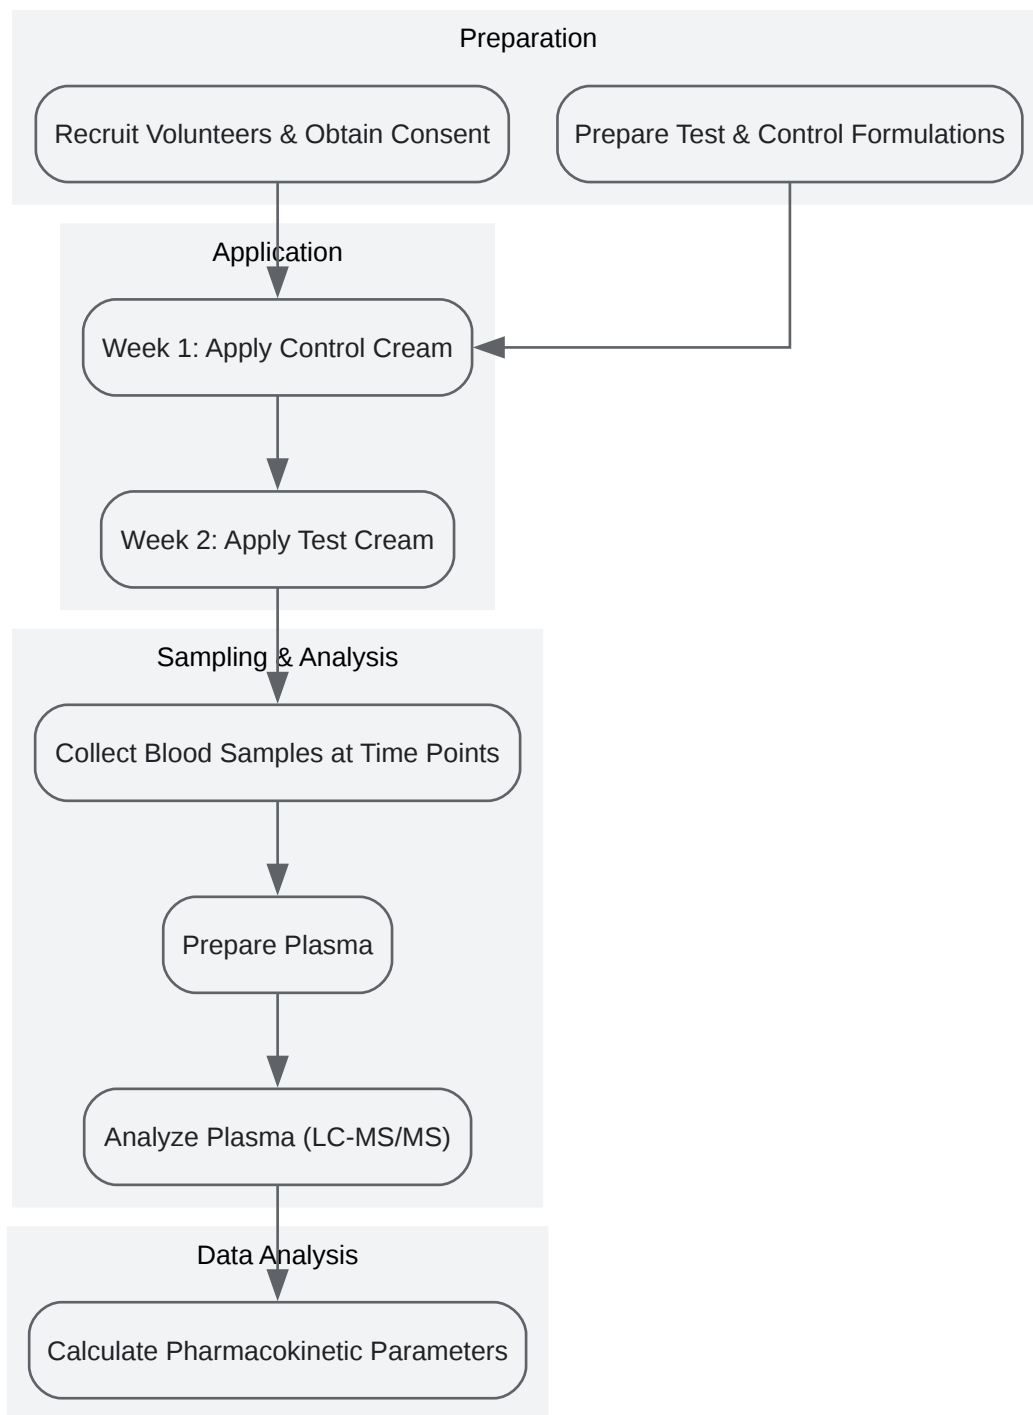 Preparation
Recruit Volunteers & Obtain Consent
Prepare Test & Control Formulations
Application
Week 1: Apply Control Cream
Week 2: Apply Test Cream
Sampling & Analysis
Collect Blood Samples at Time Points
Prepare Plasma
Analyze Plasma (LC-MS/MS)
Data Analysis
Calculate Pharmacokinetic Parameters